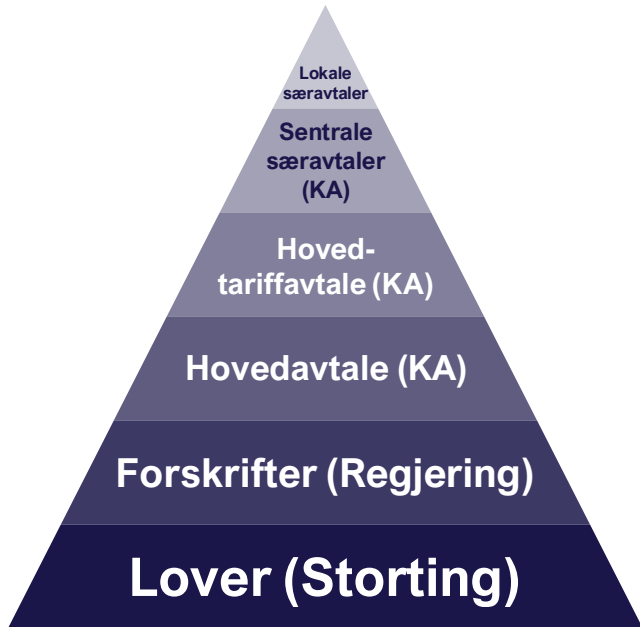 Lokale
særavtaler
Sentrale
særavtaler
(KA)
Hoved-
tariffavtale (KA)
Hovedavtale (KA)
Forskrifter (Regjering)
Lover (Storting)